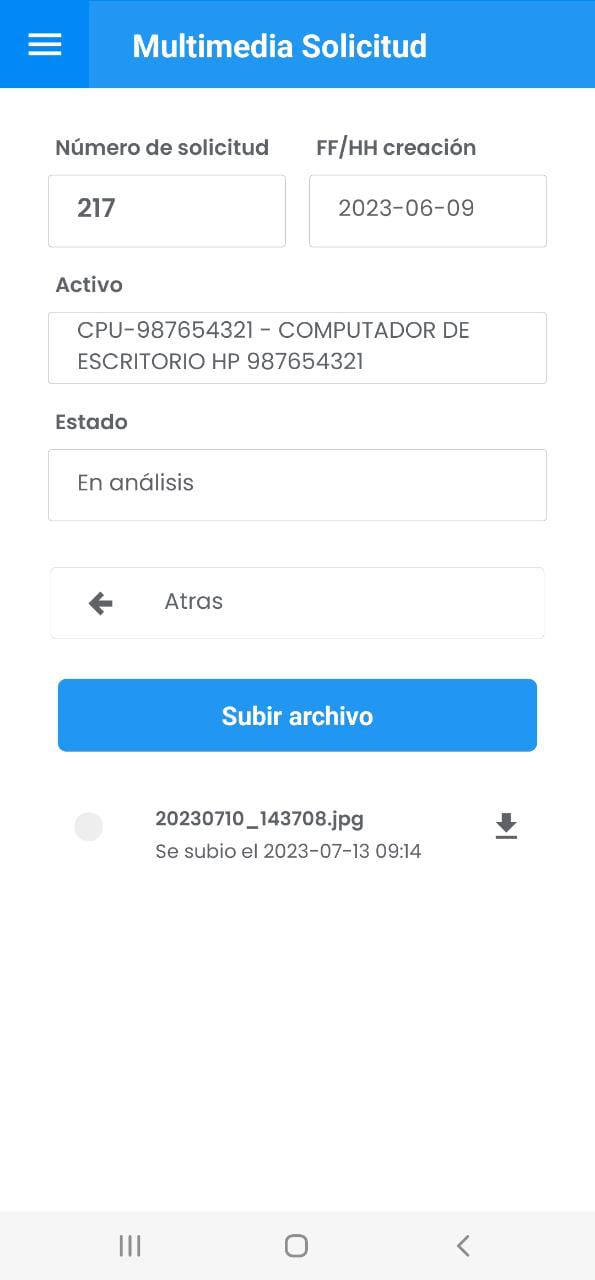 Multimedia Solicitud
Número de solicitud
FF/HH creación
217
2023-06-09
Activo
CPU-987654321 - COMPUTADOR DE
ESCRITORIO HP 987654321
Estado
En análisis
Atras
Subir archivo
20230710_143708.jpg
Se subio el 2023-07-13 09:14